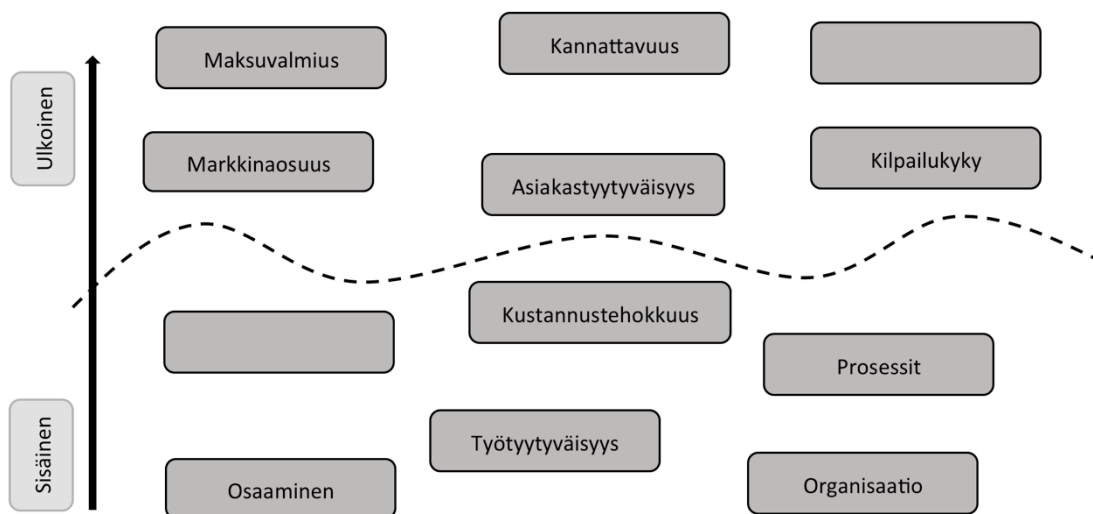 Maksuvalmius
Kannattavuus
Ulkoinen
Markkinaosuus
Asiakastyytyväisyys
Kilpailukyky
Kustannustehokkuus
Prosessit
Sisäinen
Työtyytyväisyys
Osaaminen
Organisaatio